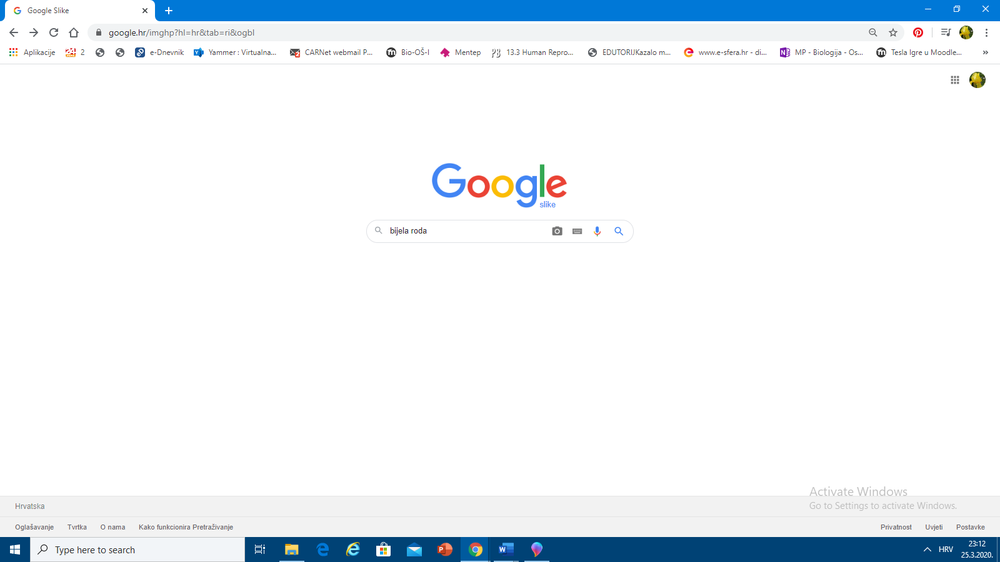 Google Slike
google.hr/imghp?hl=hr&tab=ri&ogbl
Aplikacije 2 e-Dnevnik Yammer : Virtualna... CARNet webmail P... Bio-OŠ-I Mentep 13.3 Human Repro... EDUTORIJKazalo m... www.e-sfera.hr - di... MP - Biologija - Os... Tesla Igre u Moodle... »
Google
slike
bijela roda
Activate Windows
Go to Settings to activate Windows.
Hrvatska
Oglašavanje Tvrtka O nama Kako funkcionira Pretraživanje Privatnost Uvjeti Postavke
Type here to search
HRV
23:12
25.3.2020.